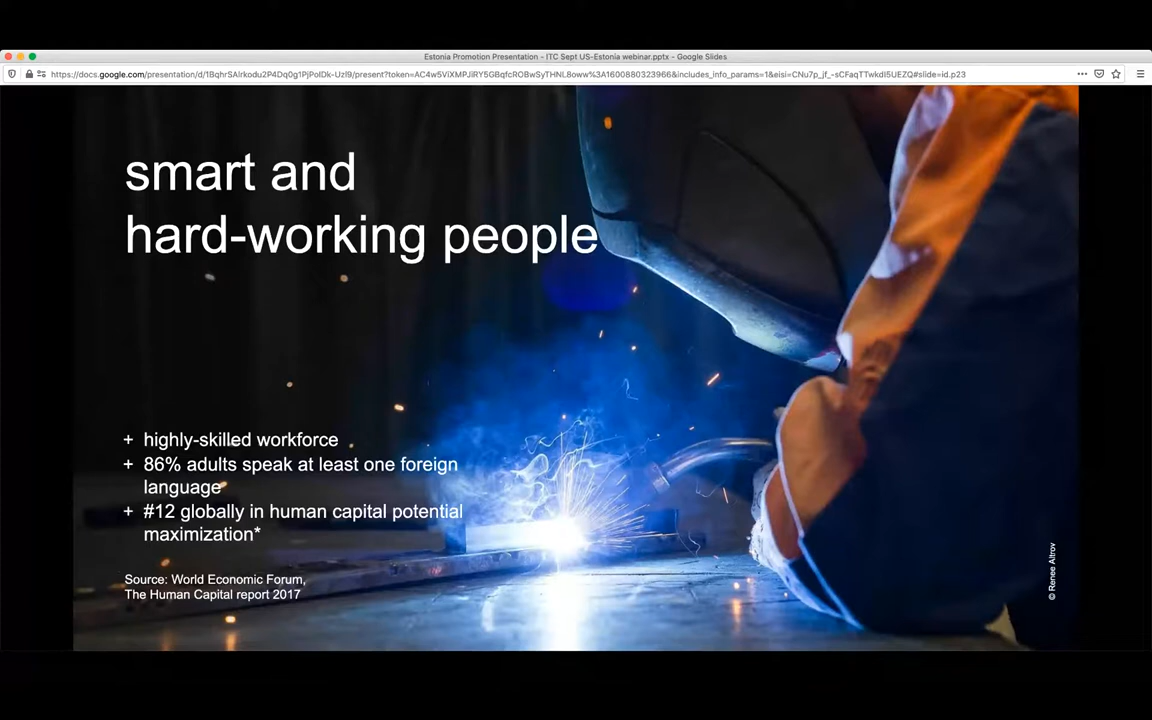 Estonia Promotion Presentation - ITC Sept US-Estonia webinar.pptx - Google Slides
smart and
hard-working people
+ highly-skilled workforce
+ 86% adults speak at least one foreign
language
+ #12 globally in human capital potential
maximization*
Source: World Economic Forum,
The Human Capital report 2017
© Renee Altrov